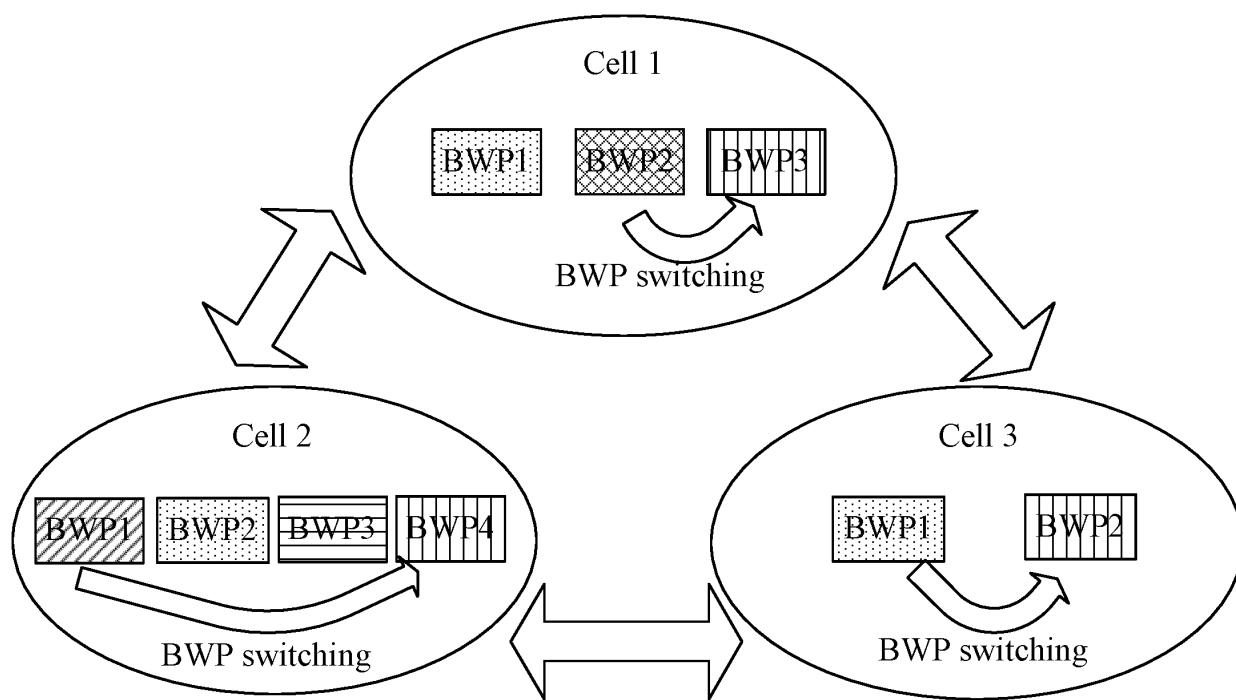 Cell 1
BWP1 BWP2 BWP3
BWP switching
Cell 2
BWP1 BWP2 BWP3 BWP4
BWP switching
Cell 3
BWP1 BWP2
BWP switching